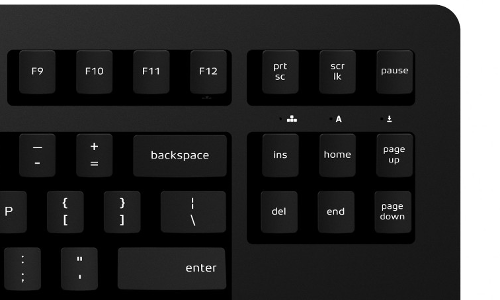 F9 F10 F11 F12 prt sc scr lk pause
A
— - + = backspace ins home page up
P { [ } ] ¦ \ del end page down
: ; " ' enter